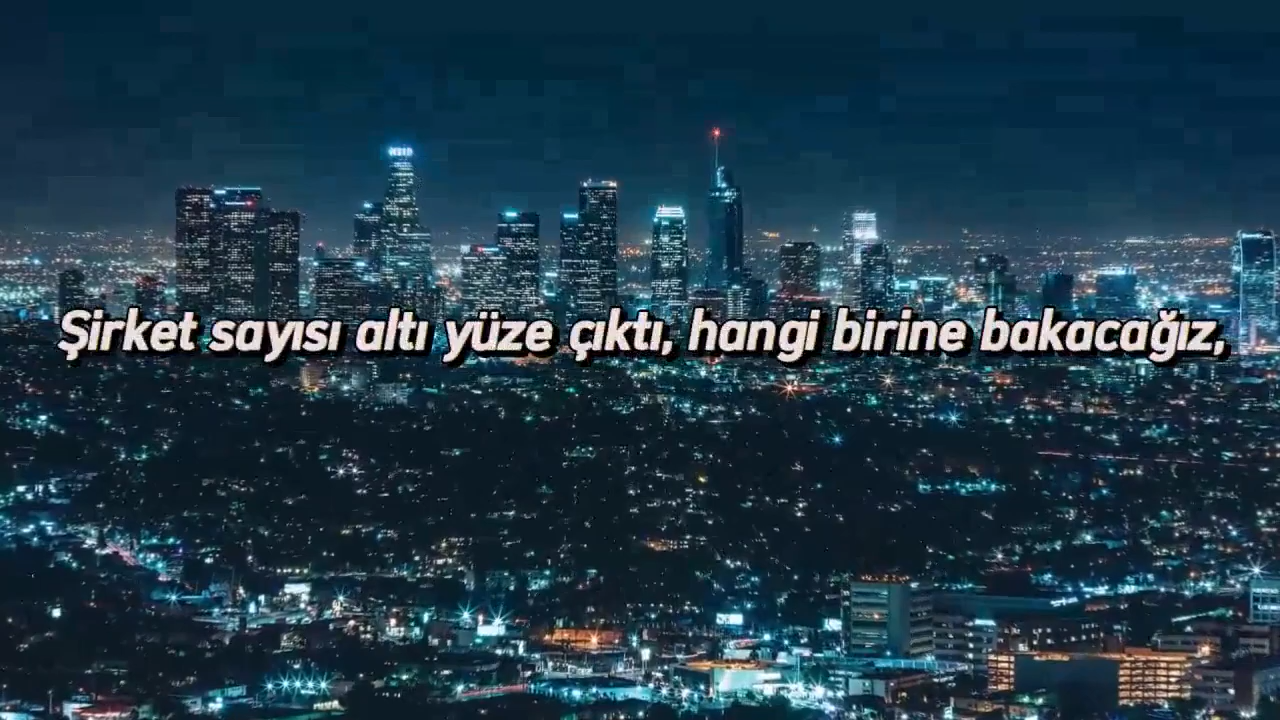 Şirket sayısı altı yüze çıktı, hangi birine bakacağız,